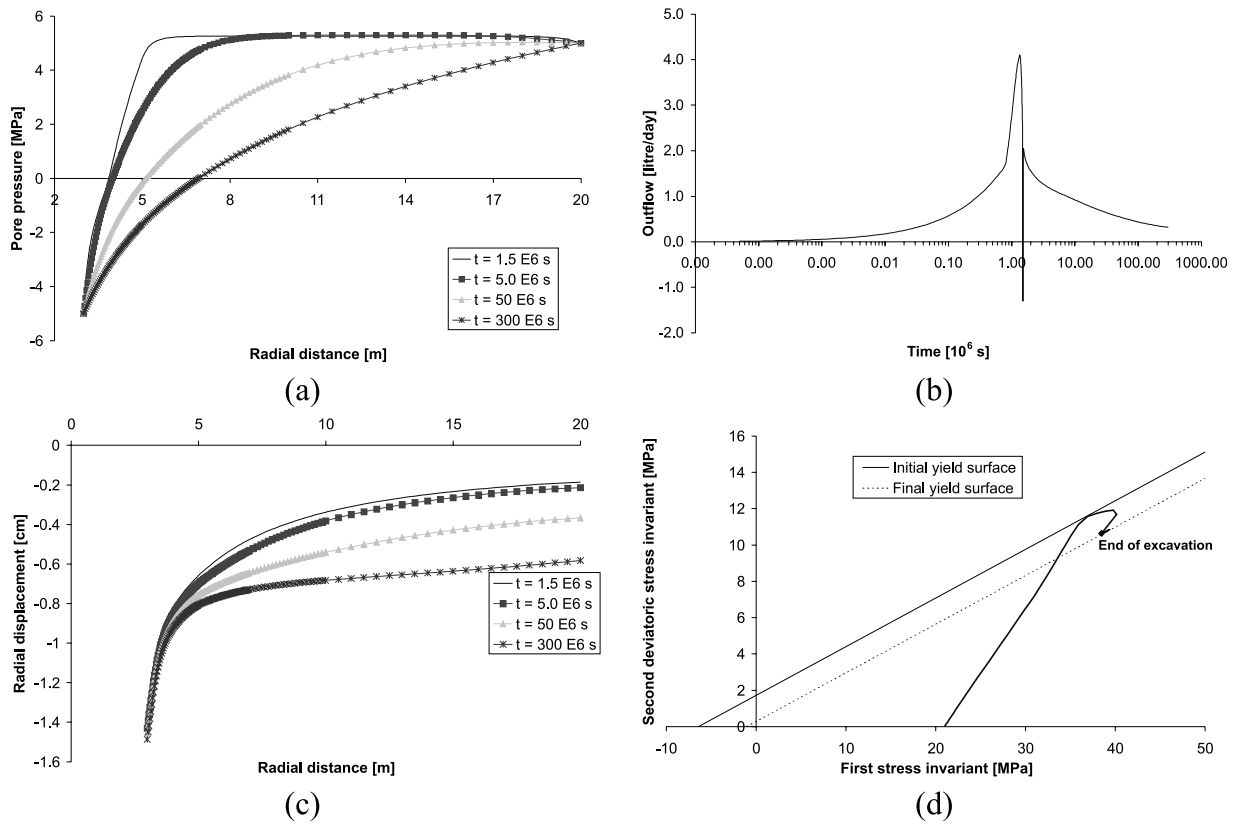 6
4
2
0
-2
-4
-6
2
5
8
11
14
17
20
Pore pressure [MPa]
Radial distance [m]
t = 1.5 E6 s
t = 5.0 E6 s
t = 50 E6 s
t = 300 E6 s
(a)
5.0
4.0
3.0
2.0
1.0
0.0
-1.0
-2.0
0.00
0.00
0.00
0.01
0.10
1.00
10.00
100.00
1000.00
Outflow [litre/day]
Time [10⁶ s]
(b)
0
5
10
15
20
0
-0.2
-0.4
-0.6
-0.8
-1
-1.2
-1.4
-1.6
Radial displacement [cm]
Radial distance [m]
t = 1.5 E6 s
t = 5.0 E6 s
t = 50 E6 s
t = 300 E6 s
(c)
16
14
12
10
8
6
4
2
0
-10
0
10
20
30
40
50
Second deviatoric stress invariant [MPa]
First stress invariant [MPa]
Initial yield surface
Final yield surface
End of excavation
(d)